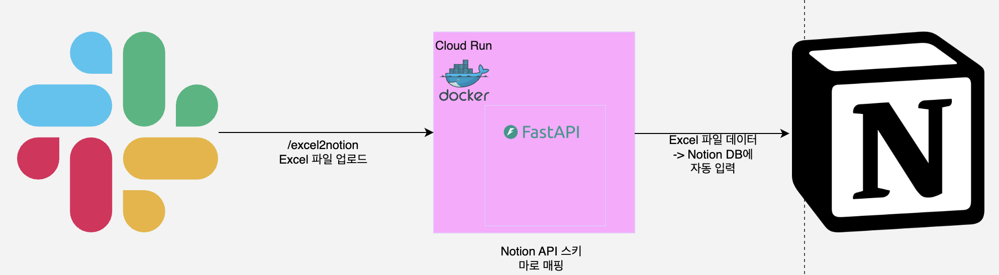 Cloud Run
docker
FastAPI
/excel2notion
Excel 파일 업로드
Excel 파일 데이터
-> Notion DB에
자동 입력
N
Notion API 스키
마로 매핑